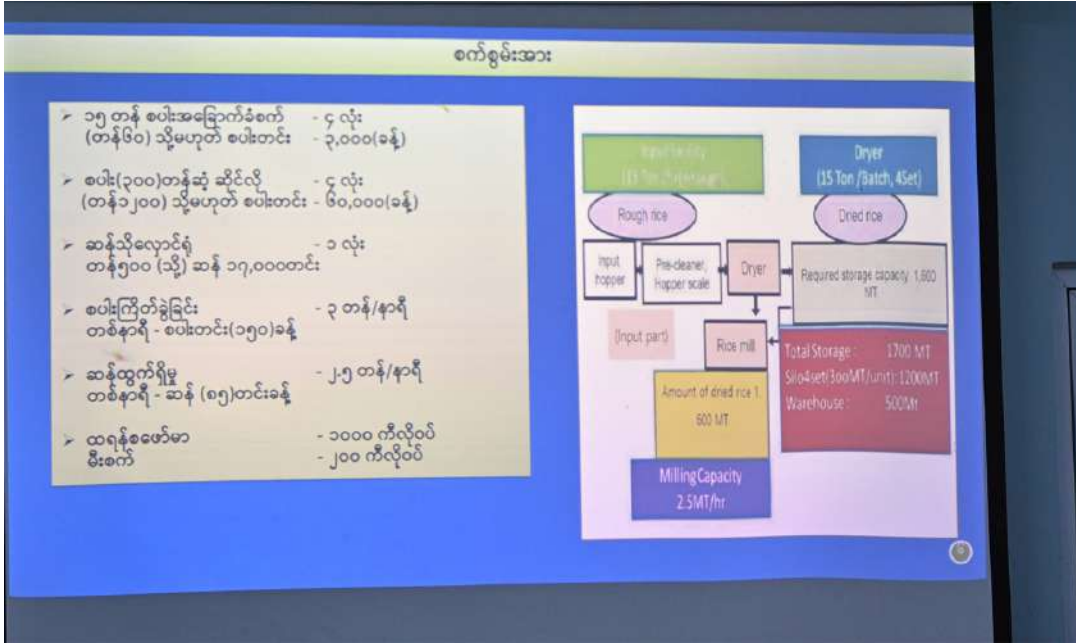 စက်စွမ်းအား
➢ ၁၅ တန် စပါးအခြောက်ခံစက် - ၄ လုံး
(တန်၆၀) သို့မဟုတ် စပါးတင်း - ၃,၀၀၀(ခန့်)
➢ စပါး(၃၀၀)တန်ဆံ့ ဆိုင်လို - ၄ လုံး
(တန်၁၂၀၀) သို့မဟုတ် စပါးတင်း - ၆၀,၀၀၀(ခန့်)
➢ ဆန်သိုလှောင်ရုံ - ၁ လုံး
တန်၅၀၀ (သို့) ဆန် ၁၇,၀၀၀တင်း
➢ စပါးကြိတ်ခွဲခြင်း - ၃ တန်/နာရီ
တစ်နာရီ - စပါးတင်း(၁၅၀)ခန့်
➢ ဆန်ထွက်ရှိမှု - ၂.၅ တန်/နာရီ
တစ်နာရီ - ဆန် (၈၅)တင်းခန့်
➢ ထရန်စဖော်မာ - ၁၀၀၀ ကီလိုဝပ်
မီးစက် - ၂၀၀ ကီလိုဝပ်
Dryer
(15 Ton /Batch, 4Set)
Rough rice
Dried rice
Input
hopper
Pre-cleaner,
Hopper scale
Dryer
Required storage capacity 1,600
MT
(Input part)
Rice mill
Total Storage : 1700 MT
Silo4set(3ooMT/unit): 1200MT
Warehouse : 500Mt
Amount of dried rice 1.
600 MT
Milling Capacity
2.5MT/hr